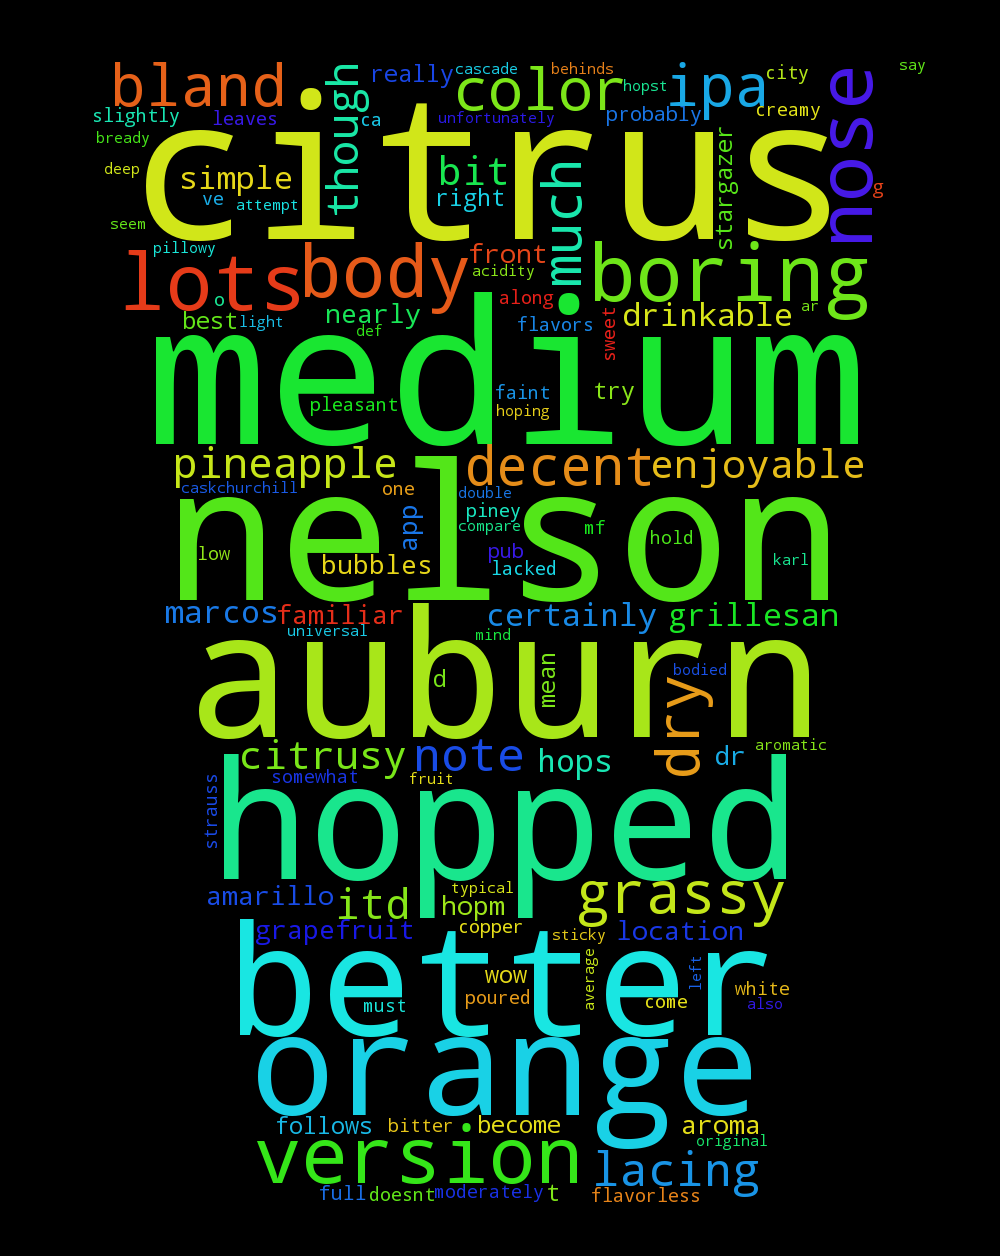 say
cascade behinds
bland though really color hopst ipa city nose
slightly leaves ca unfortunately probably creamy
bready
citrus
deep simple bit stargazer
ve attempt right g
seem much
pillowy front
lots body acidity boring
o along ar
best light nearly flavors drinkable
def sweet
medium
pleasant faint try
hoping
pineapple decent enjoyable
caskchurchill one double
app piney
compare mf
nelson
low pub hold
bubbles lacked karl
marcos familiar certainly grillesan
universal mind
auburn
d mean bodied
dry
citrusy note hops dr aromatic
somewhat fruit
strauss
hopped
amarillo itd typical grassy
hopm
grapefruit copper sticky location
better
wow average left
must poured come white
also
orange
follows bitter become aroma
original
version lacing
full doesnt moderately t flavorless